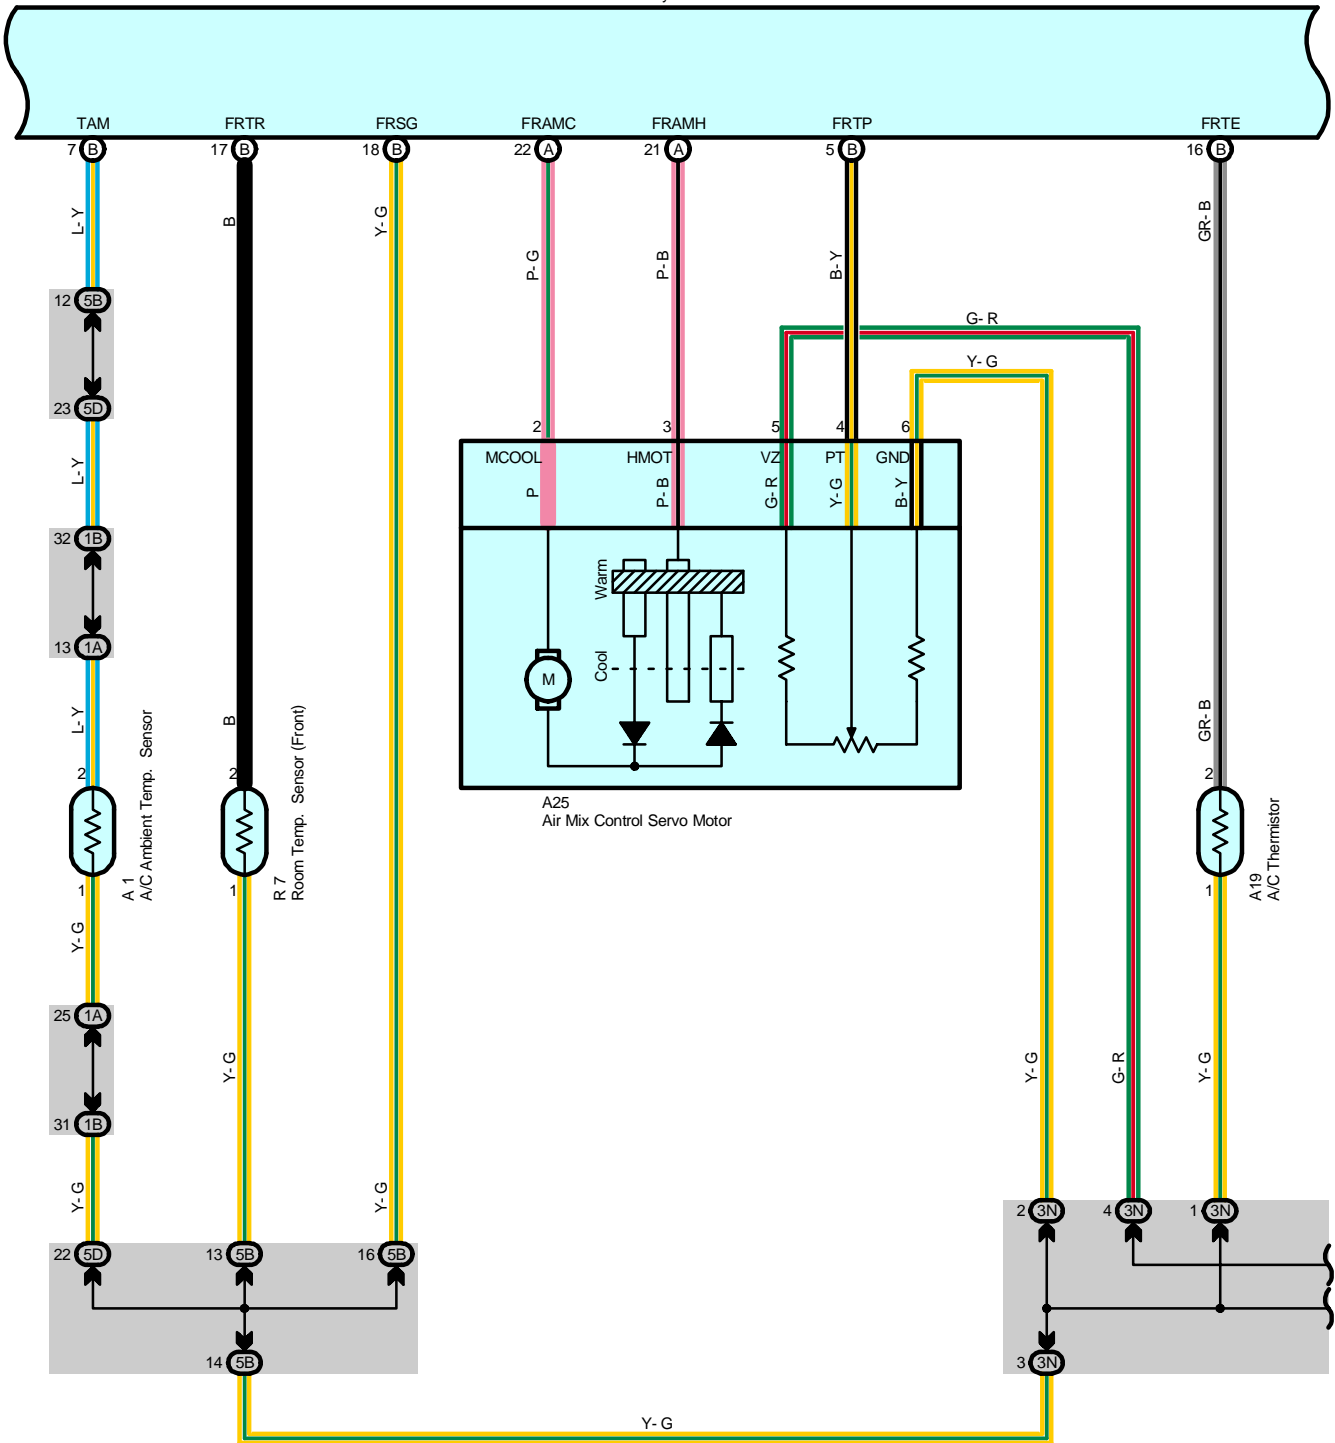 TAM FRTR FRSG FRAMC FRAMH FRTP FRTE
7 B 17 B 18 B 22 A 21 A 5 B 16 B
L-Y
B
Y-G
P-G
P-B
B-Y
GR-B
12 5B
G-R
Y-G
23 5D
2 3 5 4 6
MCOOL HMOT VZ PT GND
L-Y
P
P-B
G-R
Y-G
B-Y
32 1B
Warm
13 1A
Cool
M
L-Y
B
GR-B
2 2 2
A25
Air Mix Control Servo Motor
A 1
A/C Ambient Temp. Sensor
R 7
Room Temp. Sensor (Front)
A19
A/C Thermistor
1 1 1
Y-G
25 1A
Y-G
Y-G
G-R
Y-G
31 1B
Y-G
Y-G
2 3N 4 3N 1 3N
22 5D 13 5B 16 5B
14 5B 3 3N
Y-G